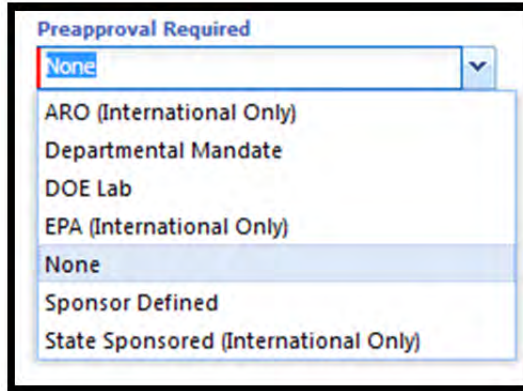 Preapproval Required
None
ARO (International Only)
Departmental Mandate
DOE Lab
EPA (International Only)
None
Sponsor Defined
State Sponsored (International Only)